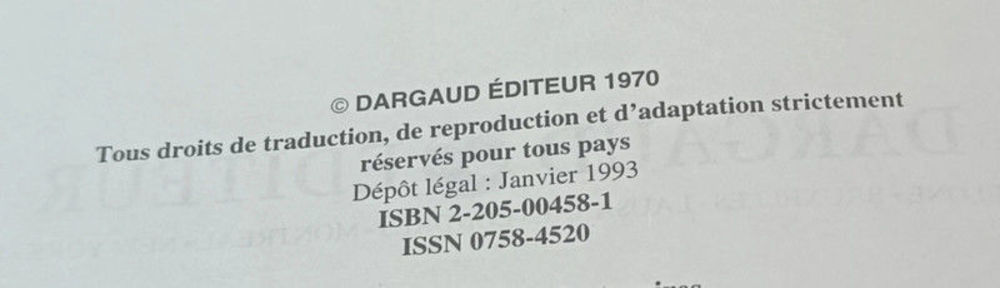 © DARGAUD ÉDITEUR 1970
Tous droits de traduction, de reproduction et d'adaptation strictement
réservés pour tous pays
Dépôt légal : Janvier 1993
ISBN 2-205-00458-1
ISSN 0758-4520